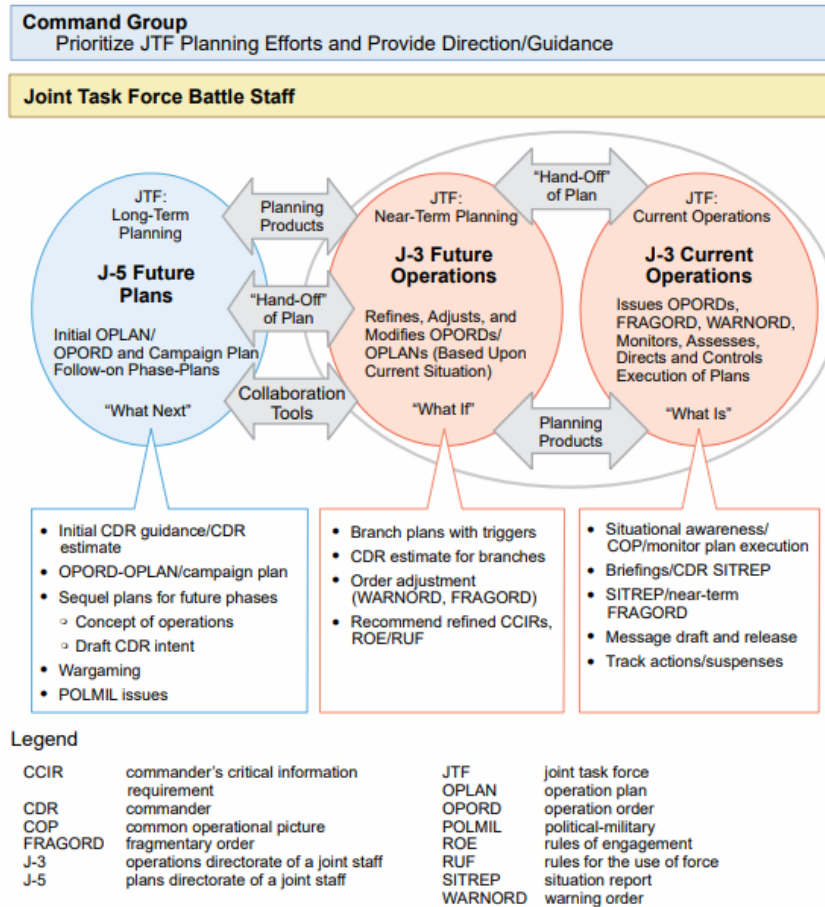 Command Group
Prioritize JTF Planning Efforts and Provide Direction/Guidance
Joint Task Force Battle Staff
JTF:
Long-Term
Planning
J-5 Future
Plans
Initial OPLAN/
OPORD and Campaign Plan
Follow-on Phase-Plans
“What Next”
Planning
Products
“Hand-Off”
of Plan
Collaboration
Tools
JTF:
Near-Term Planning
J-3 Future
Operations
Refines, Adjusts, and
Modifies OPORDs/
OPLANs (Based Upon
Current Situation)
“What If”
“Hand-Off”
of Plan
Planning
Products
JTF:
Current Operations
J-3 Current
Operations
Issues OPORDs,
FRAGORD, WARNORD,
Monitors, Assesses,
Directs and Controls
Execution of Plans
“What Is”
• Initial CDR guidance/CDR
estimate
• OPORD-OPLAN/campaign plan
• Sequel plans for future phases
○ Concept of operations
○ Draft CDR intent
• Wargaming
• POLMIL issues
• Branch plans with triggers
• CDR estimate for branches
• Order adjustment
(WARNORD, FRAGORD)
• Recommend refined CCIRs,
ROE/RUF
• Situational awareness/
COP/monitor plan execution
• Briefings/CDR SITREP
• SITREP/near-term
FRAGORD
• Message draft and release
• Track actions/suspenses
Legend
CCIR commander’s critical information
requirement
CDR commander
COP common operational picture
FRAGORD fragmentary order
J-3 operations directorate of a joint staff
J-5 plans directorate of a joint staff
JTF joint task force
OPLAN operation plan
OPORD operation order
POLMIL political-military
ROE rules of engagement
RUF rules for the use of force
SITREP situation report
WARNORD warning order